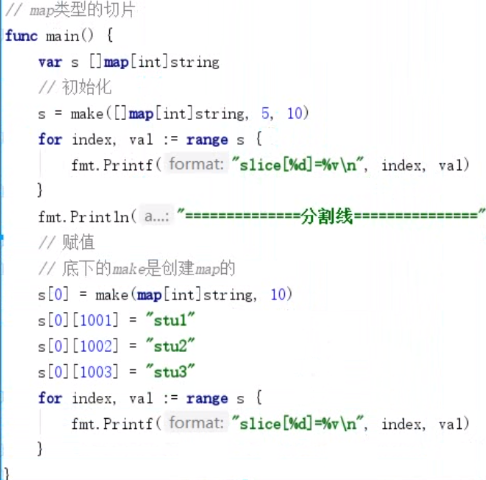 // map类型的切片
func main() {
    var s []map[int]string
    // 初始化
    s = make([]map[int]string, 5, 10)
    for index, val := range s {
        fmt.Printf( format: "slice[%d]=%v\n", index, val)
    }
    fmt.Println( a…: "==============分割线==============="
    // 赋值
    // 底下的make是创建map的
    s[0] = make(map[int]string, 10)
    s[0][1001] = "stu1"
    s[0][1002] = "stu2"
    s[0][1003] = "stu3"
    for index, val := range s {
        fmt.Printf( format: "slice[%d]=%v\n", index, val)
    }
}